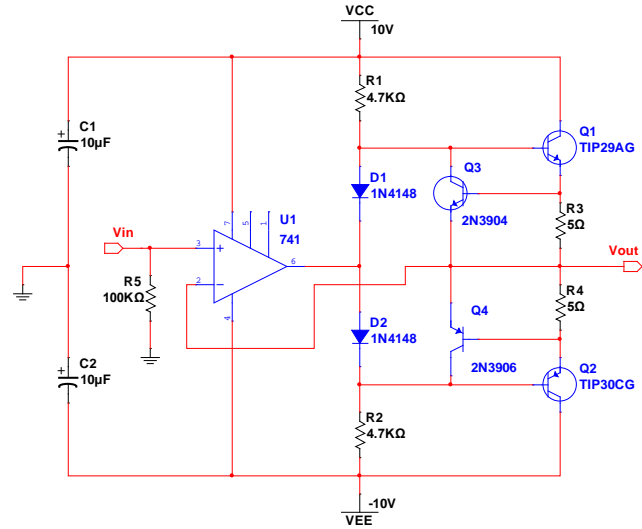 VCC
10V
R1
4.7KΩ
C1
10µF
Q1
TIP29AG
Q3
D1
1N4148
2N3904
R3
5Ω
U1
741
7
5
1
Vin
3
2
6
4
Vout
R5
100KΩ
R4
5Ω
Q4
D2
1N4148
2N3906
C2
10µF
Q2
TIP30CG
R2
4.7KΩ
-10V
VEE